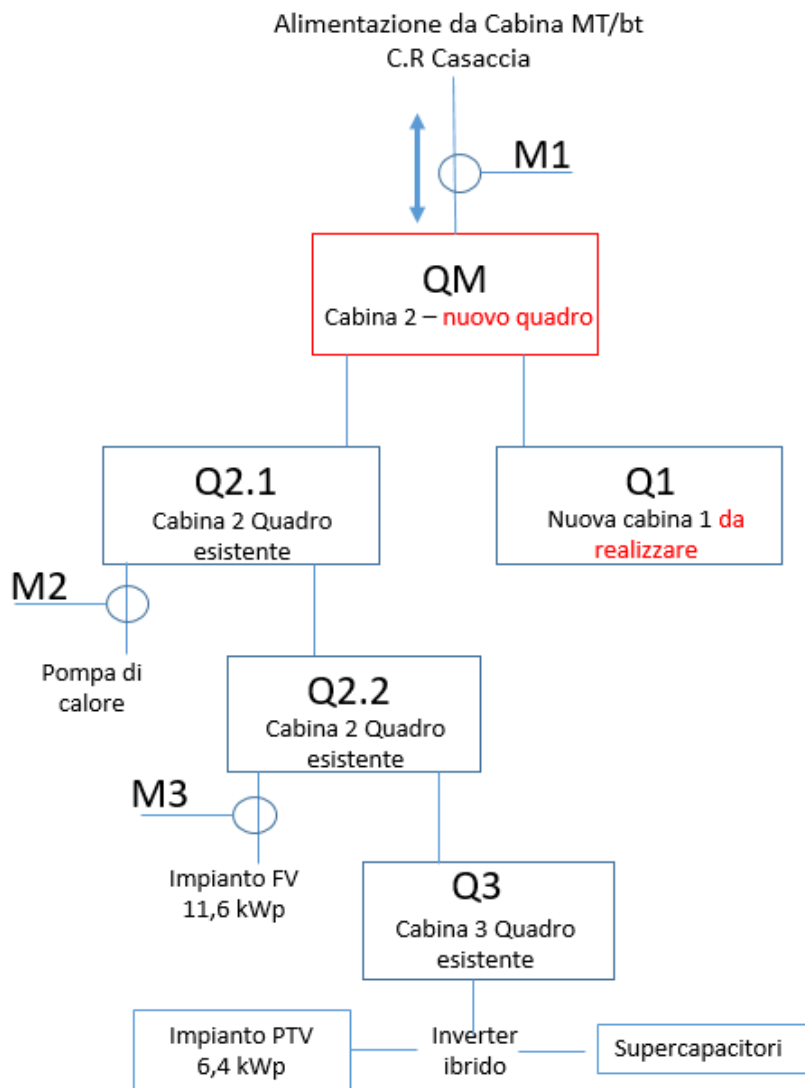 Alimentazione da Cabina MT/bt
C.R Casaccia
M1
QM
Cabina 2 – nuovo quadro
Q2.1
Cabina 2 Quadro
esistente
Q1
Nuova cabina 1 da
realizzare
M2
Pompa di
calore
Q2.2
Cabina 2 Quadro
esistente
M3
Impianto FV
11,6 kWp
Q3
Cabina 3 Quadro
esistente
Impianto PTV
6,4 kWp
Inverter
ibrido
Supercapacitori